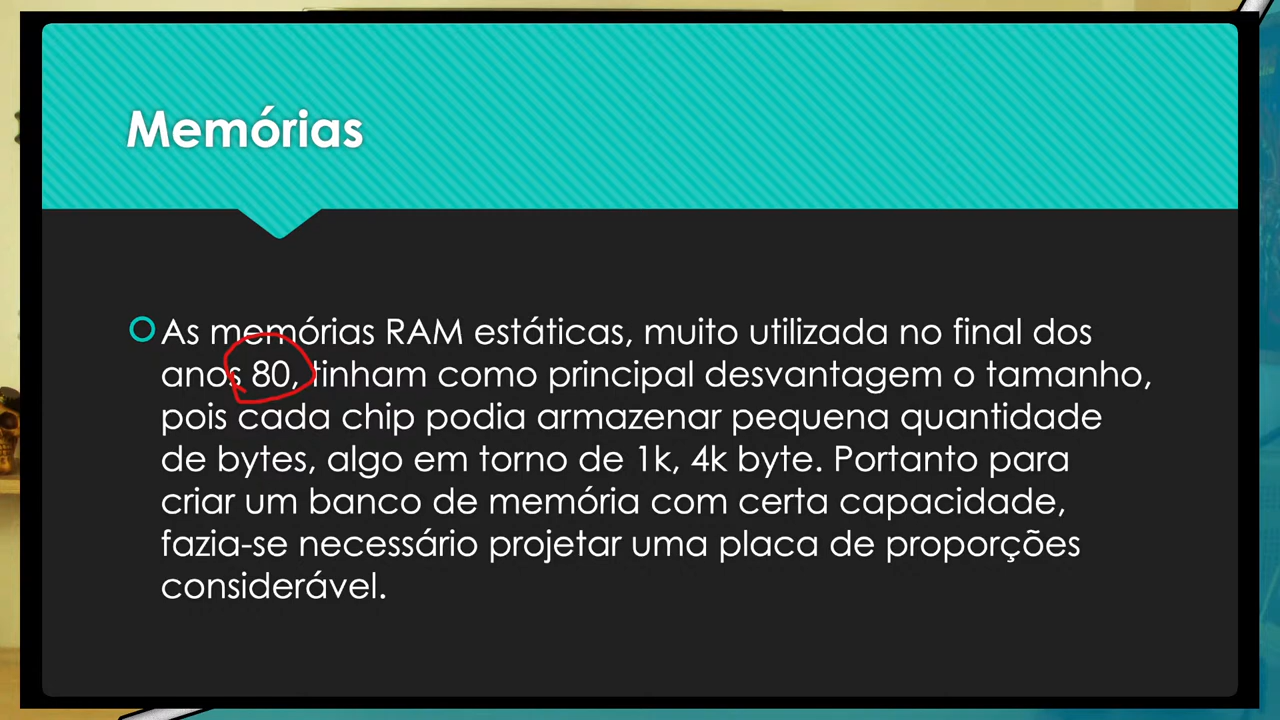 Memórias
As memórias RAM estáticas, muito utilizada no final dos
anos 80, tinham como principal desvantagem o tamanho,
pois cada chip podia armazenar pequena quantidade
de bytes, algo em torno de 1k, 4k byte. Portanto para
criar um banco de memória com certa capacidade,
fazia-se necessário projetar uma placa de proporções
considerável.